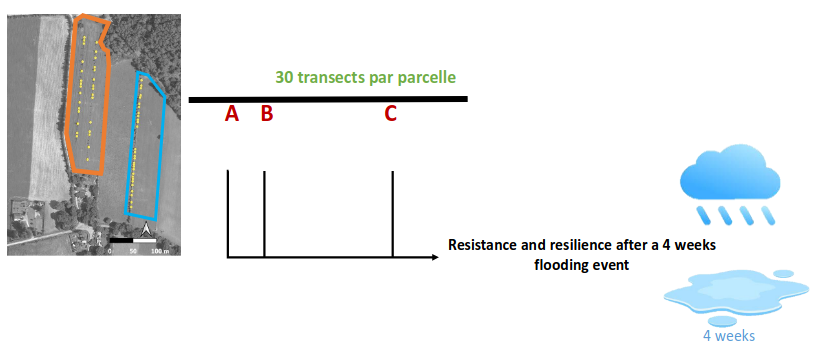 30 transects par parcelle
A B C
0 50 100 m
Resistance and resilience after a 4 weeks
flooding event
4 weeks